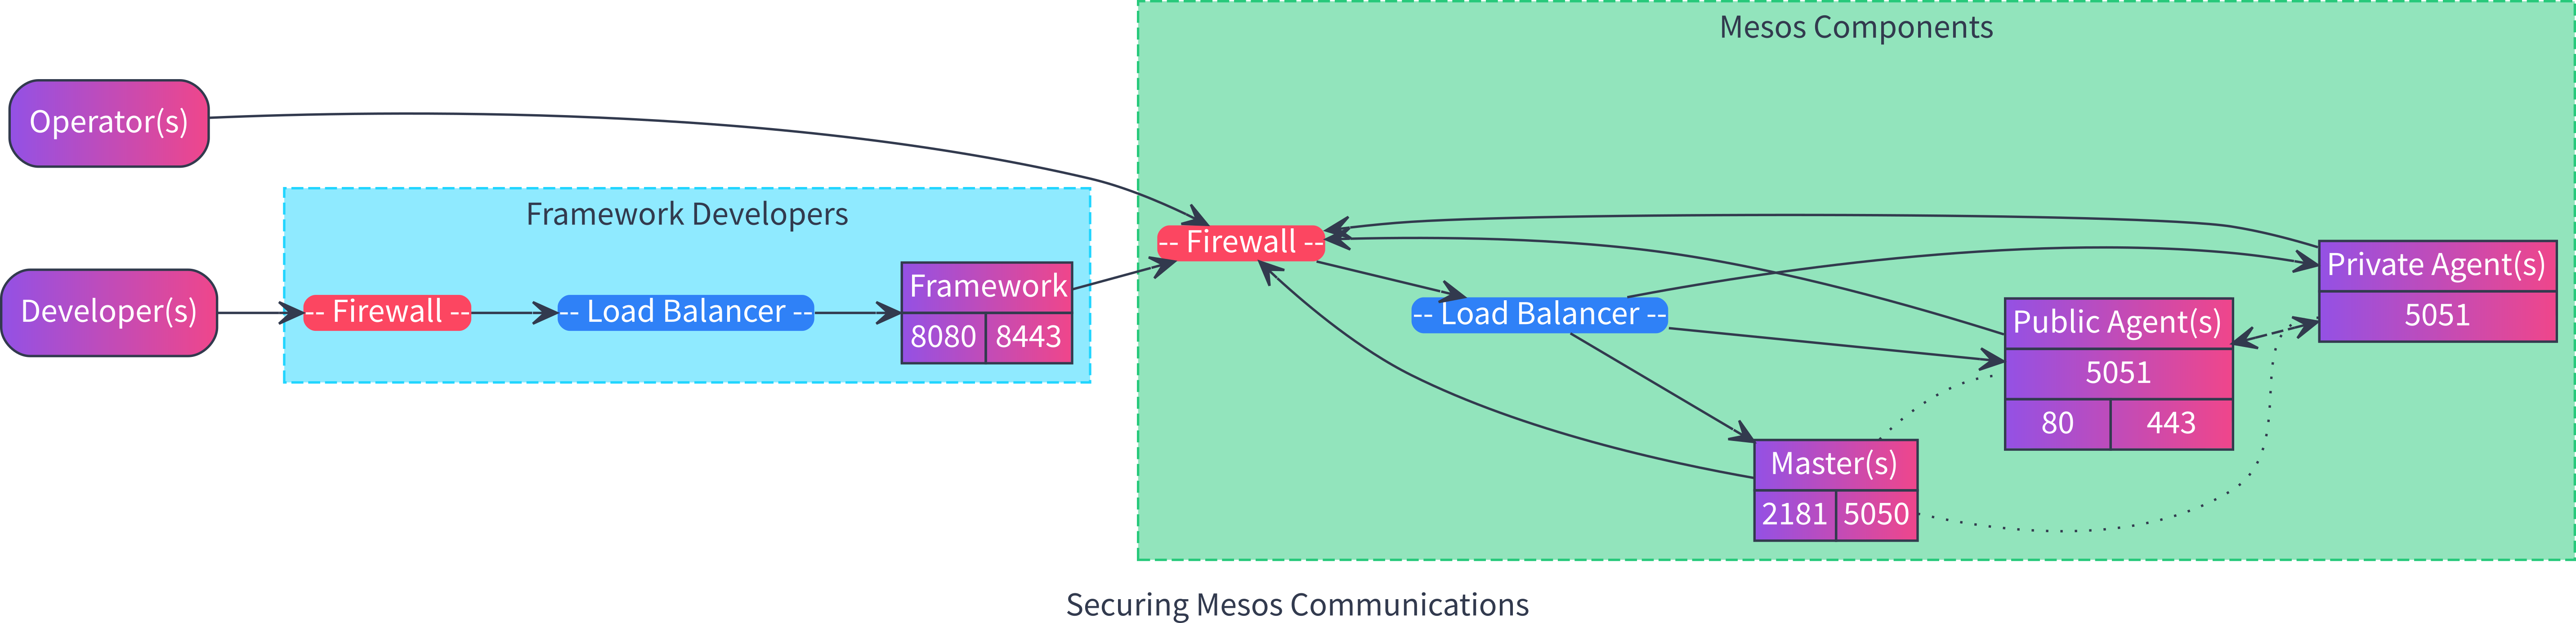 Mesos Components
Operator(s)
Framework Developers
Developer(s)
-- Firewall --
-- Load Balancer --
Framework
8080 8443
-- Firewall --
-- Load Balancer --
Private Agent(s)
5051
Public Agent(s)
5051
80 443
Master(s)
2181 5050
Securing Mesos Communications